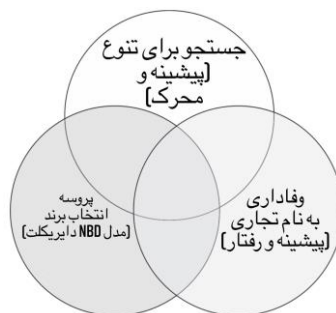 جستجو برای تنوع
(پیشینه و
محرک)
پروسه
انتخاب برند
(مدل NBD دایریکلت)
وفاداری
به نام تجاری
(پیشینه و رفتار)